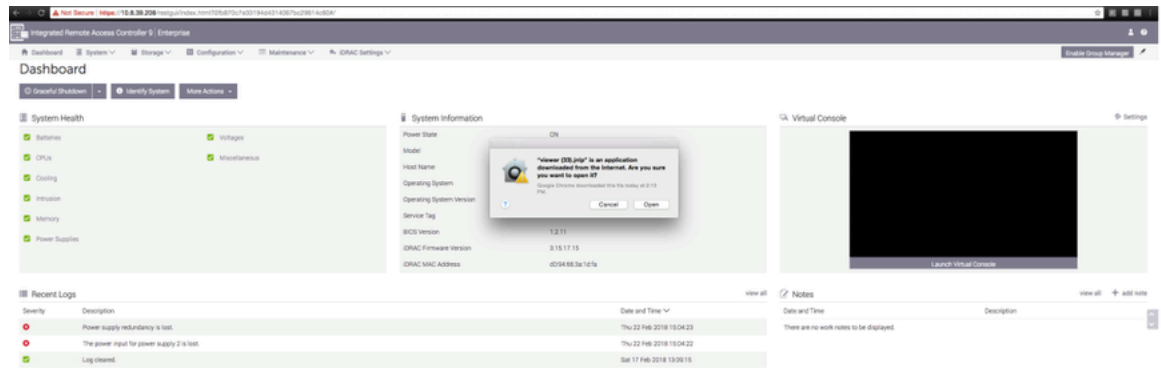 Not Secure | https://10.8.39.206/restgui/index.html?
Integrated Remote Access Controller 9 | Enterprise
Dashboard System Storage Configuration Maintenance iDRAC Settings Enable Group Manager
Dashboard
Graceful Shutdown Identify System More Actions
System Health
Batteries Voltages
CPUs Miscellaneous
Cooling
Intrusion
Memory
Power Supplies
System Information
Power State ON
Model
Host Name
Operating System
Operating System Version
Service Tag
BIOS Version 1.2.11
iDRAC Firmware Version 3.15.17.15
iDRAC MAC Address
"viewer (33).jnlp" is an application
downloaded from the Internet. Are you sure
you want to open it?
Google Chrome downloaded this file today at 3:13
PM.
? Cancel Open
Virtual Console Settings
Launch Virtual Console
Recent Logs view all
Severity Description Date and Time
Power supply redundancy is lost. Thu 22 Feb 2018 15:04:23
The power input for power supply 2 is lost. Thu 22 Feb 2018 15:04:22
Log cleared. Sat 17 Feb 2018 13:09:15
Notes view all + add note
Date and Time Description
There are no work notes to be displayed.